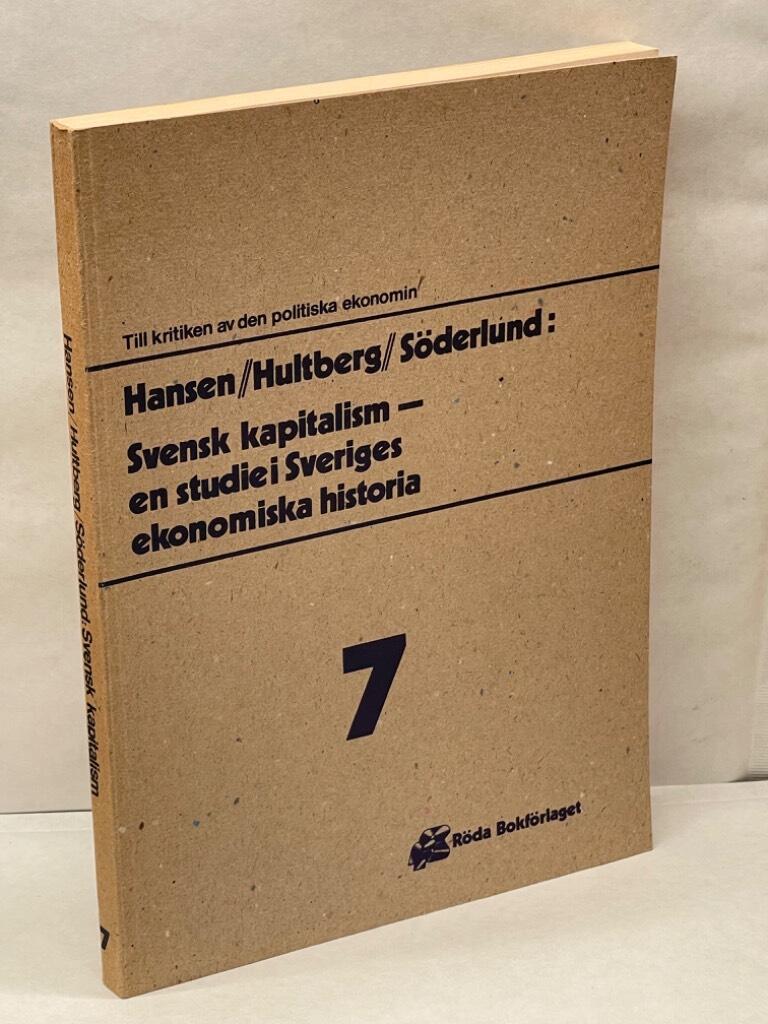 Till kritiken av den politiska ekonomin
Hansen//Hultberg//Söderlund:
Svensk kapitalism —
en studie i Sveriges
ekonomiska historia
7
Röda Bokförlaget
Hansen/Hultberg/Söderlund: Svensk kapitalism
7